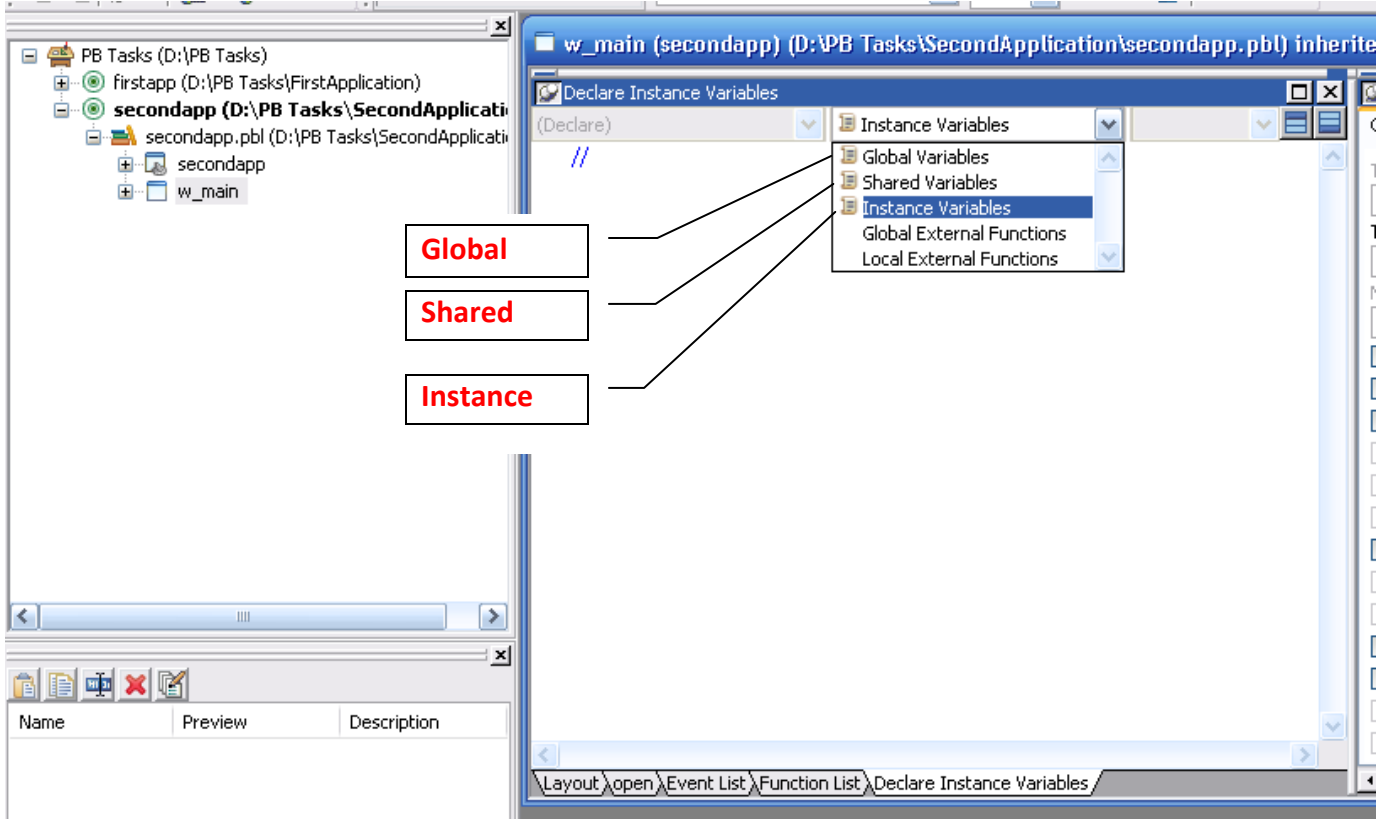 PB Tasks (D:\PB Tasks)
firstapp (D:\PB Tasks\FirstApplication)
secondapp (D:\PB Tasks\SecondApplicati
secondapp.pbl (D:\PB Tasks\SecondApplicati
secondapp
w_main
Name Preview Description
w_main (secondapp) (D:\PB Tasks\SecondApplication\secondapp.pbl) inherite
Declare Instance Variables
(Declare) Instance Variables
//
Global Variables
Shared Variables
Instance Variables
Global External Functions
Local External Functions
Global
Shared
Instance
Layout open Event List Function List Declare Instance Variables